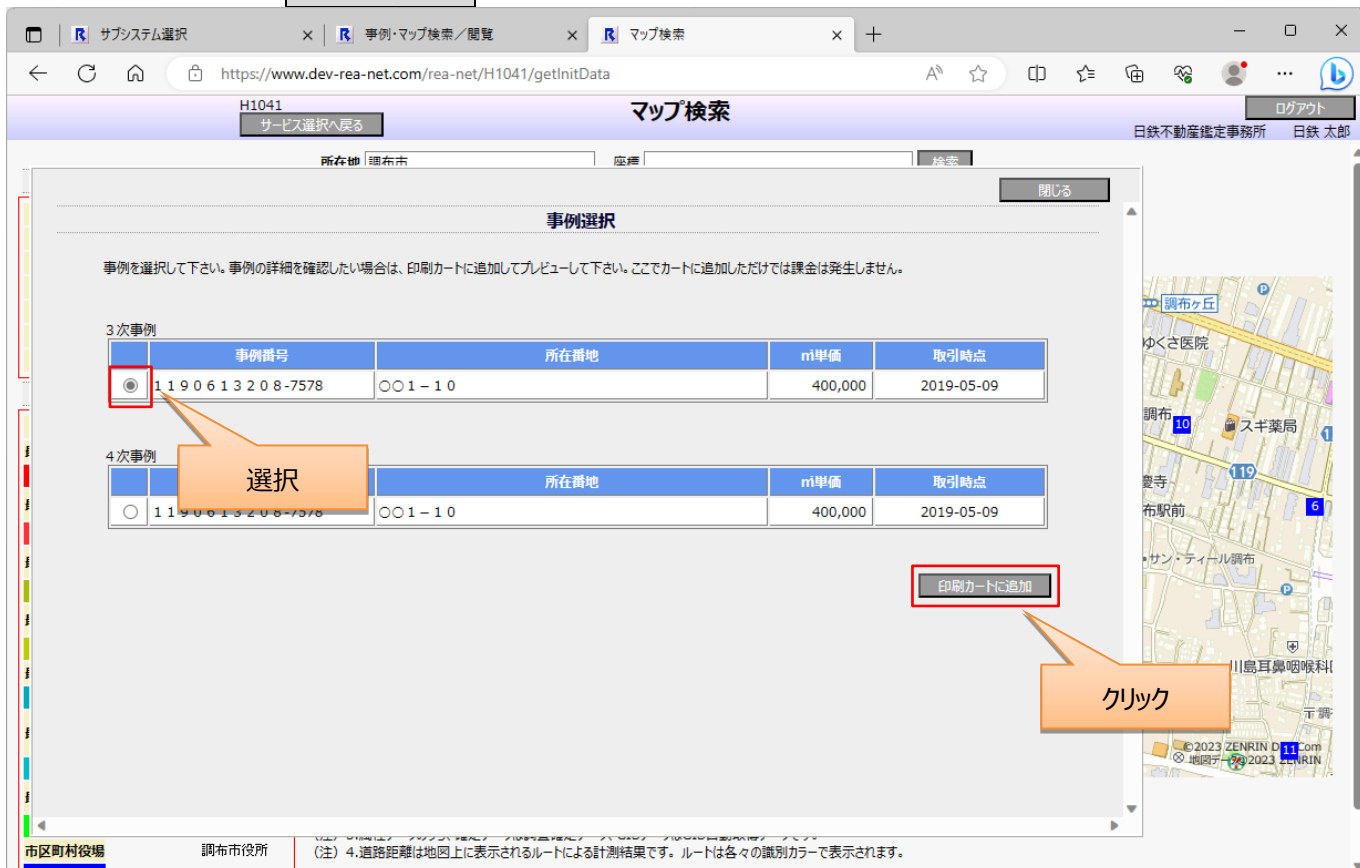 サブシステム選択
事例・マップ検索／閲覧
マップ検索
https://www.dev-rea-net.com/rea-net/H1041/getInitData
H1041
マップ検索
ログアウト
サービス選択へ戻る
日鉄不動産鑑定事務所 日鉄 太郎
所在地 調布市 座標 検索
閉じる
事例選択
事例を選択して下さい。事例の詳細を確認したい場合は、印刷カートに追加してプレビューして下さい。ここでカートに追加しただけでは課金は発生しません。
3次事例
事例番号 所在番地 ㎡単価 取引時点
1190613208-7578 ○○1－10 400,000 2019-05-09
選択
4次事例
所在番地 ㎡単価 取引時点
1190613208-7578 ○○1－10 400,000 2019-05-09
印刷カートに追加
クリック
調布ヶ丘
ゆくさ医院
調布
10
スギ薬局
119
布駅前
6
サン・ティール調布
川島耳鼻咽喉科
〒調
©2023 ZENRIN D Com
11
地図データ©2023 ZENRIN
市区町村役場 調布市役所
（注）4.道路距離は地図上に表示されるルートによる計測結果です。ルートは各々の識別カラーで表示されます。